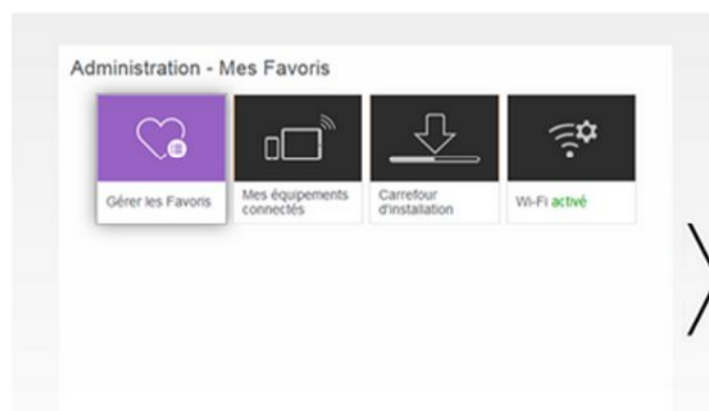 Administration - Mes Favoris
Gérer les Favoris
Mes équipements
connectés
Carrefour
d'installation
Wi-Fi activé